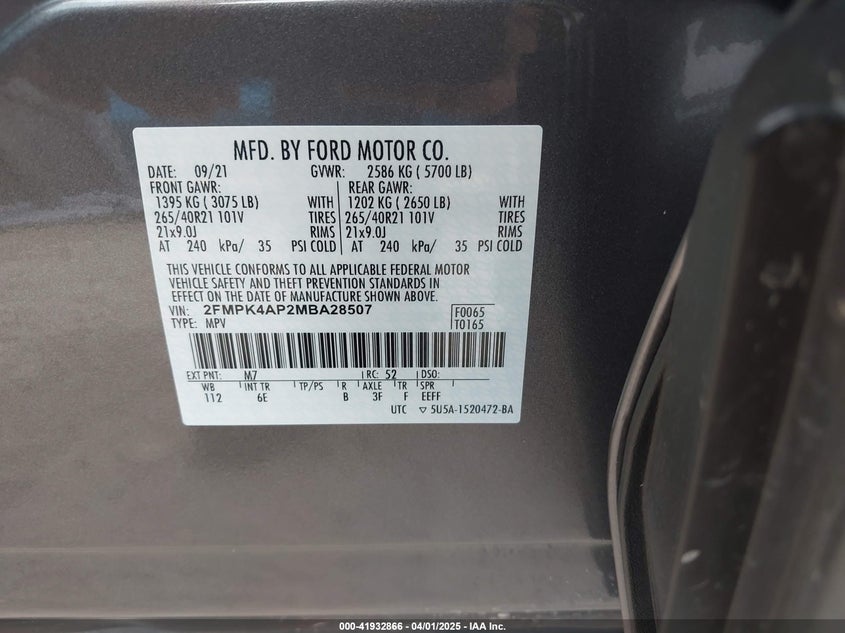 MFD. BY FORD MOTOR CO.
DATE: 09/21 GVWR: 2586 KG ( 5700 LB)
FRONT GAWR: REAR GAWR:
1395 KG ( 3075 LB) WITH 1202 KG ( 2650 LB) WITH
265/40R21 101V TIRES 265/40R21 101V TIRES
21x9.0J RIMS 21x9.0J RIMS
AT 240 kPa/ 35 PSI COLD AT 240 kPa/ 35 PSI COLD
THIS VEHICLE CONFORMS TO ALL APPLICABLE FEDERAL MOTOR
VEHICLE SAFETY AND THEFT PREVENTION STANDARDS IN
EFFECT ON THE DATE OF MANUFACTURE SHOWN ABOVE.
VIN: 2FMPK4AP2MBA28507 F0065
TYPE: MPV T0165
EXT PNT: M7 RC: 52 DSO:
WB INT TR TP/PS R AXLE TR SPR
112 6E B 3F F EEFF
UTC ▽ 5U5A-1520472-BA
000-41932866 - 04/01/2025 - IAA Inc.